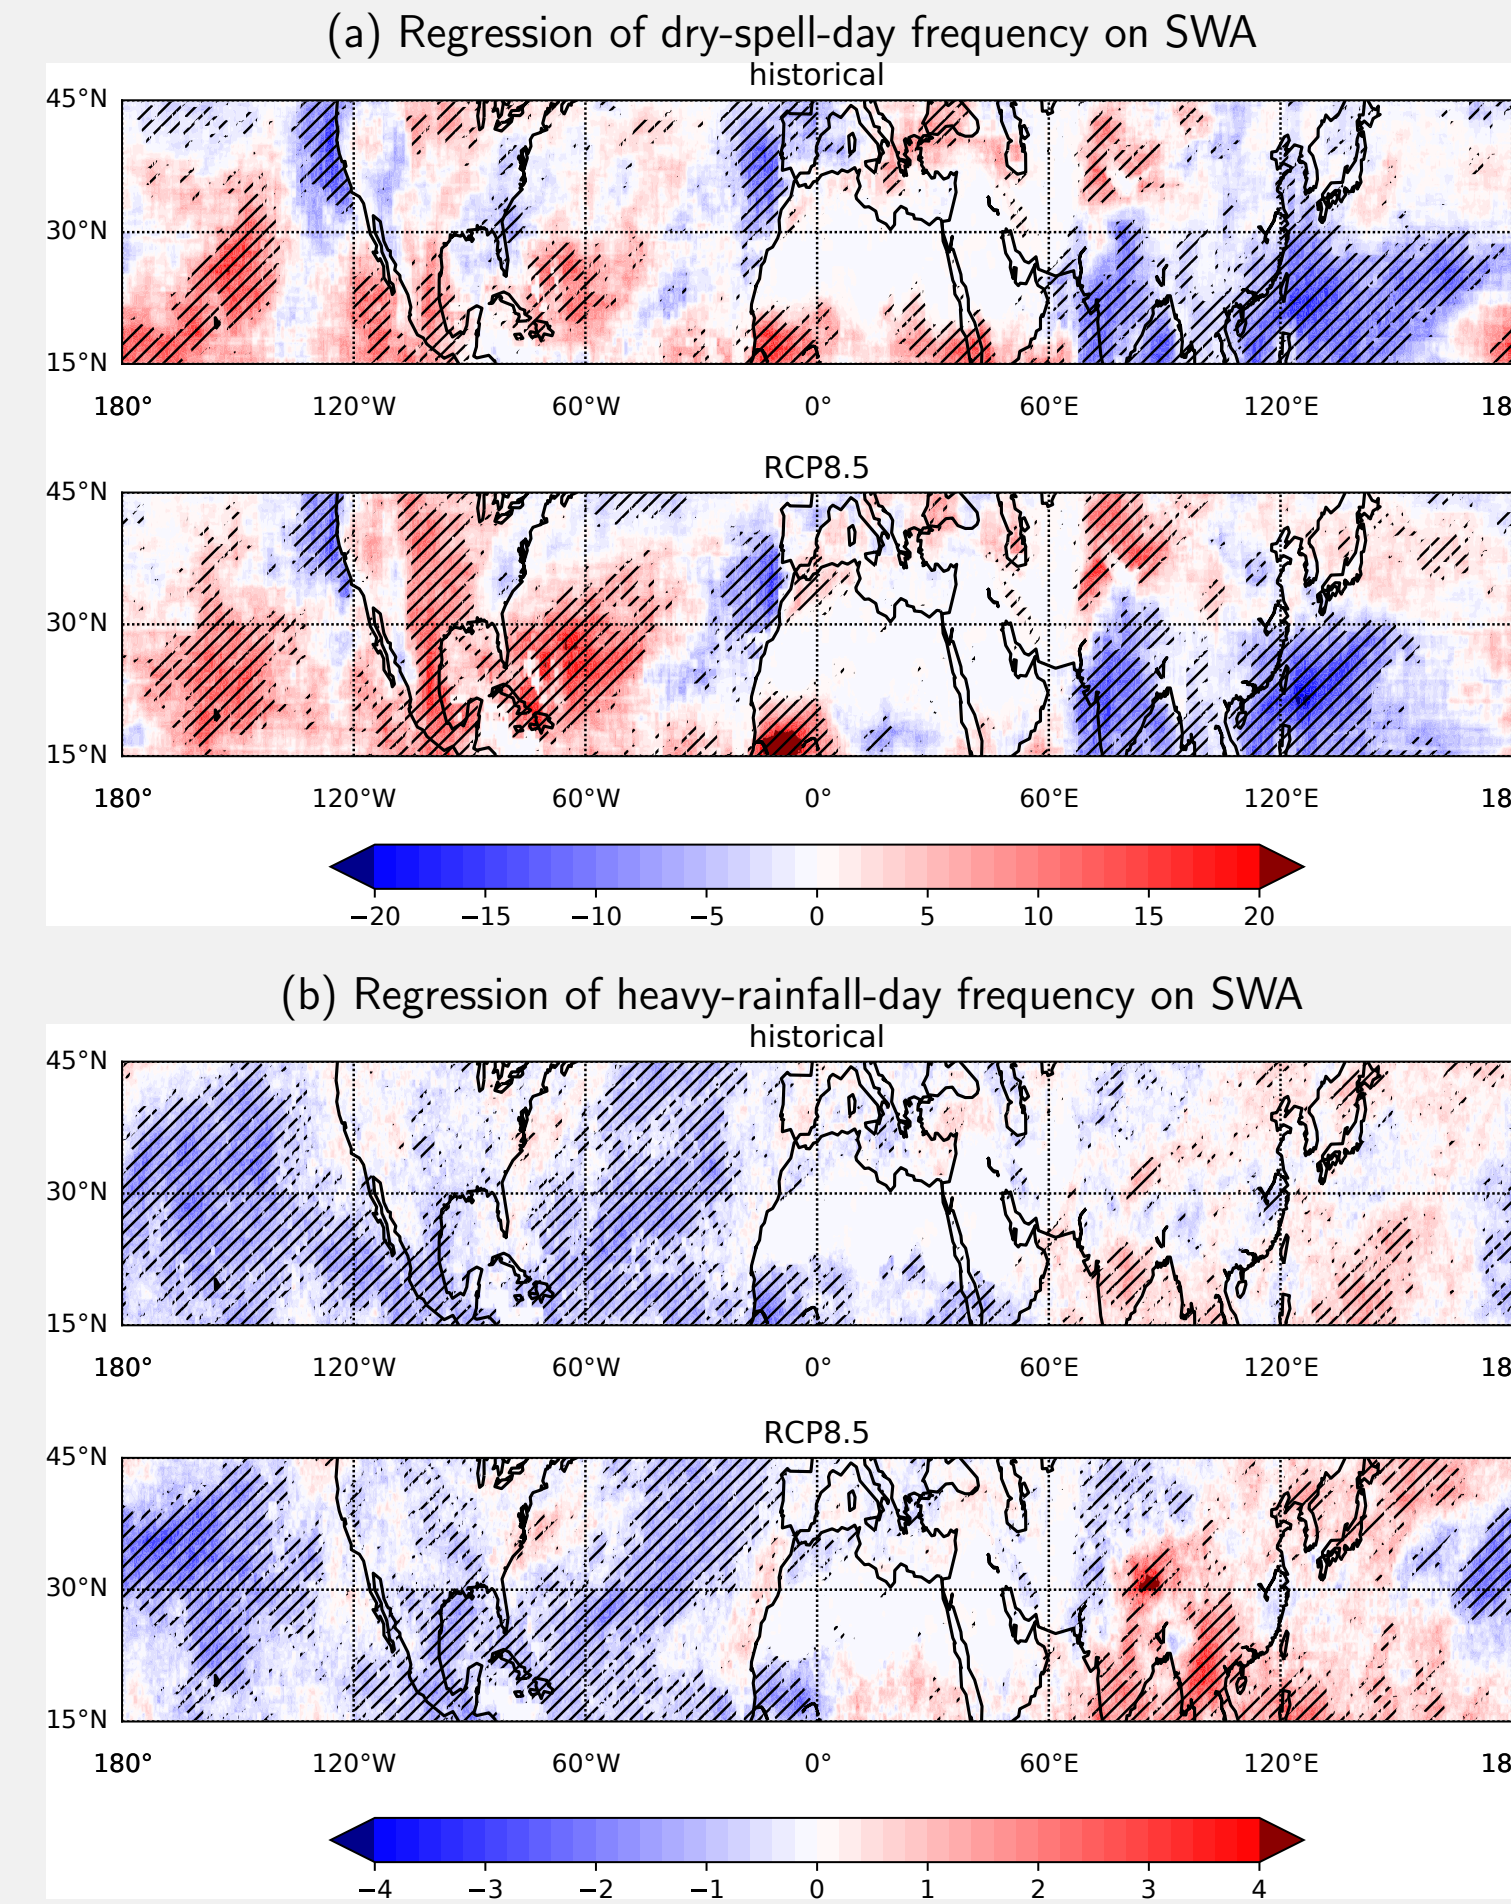 (a) Regression of dry-spell-day frequency on SWA
historical
45°N
30°N
15°N
180° 120°W 60°W 0° 60°E 120°E 18
RCP8.5
45°N
30°N
15°N
180° 120°W 60°W 0° 60°E 120°E 18
−20 −15 −10 −5 0 5 10 15 20
(b) Regression of heavy-rainfall-day frequency on SWA
historical
45°N
30°N
15°N
180° 120°W 60°W 0° 60°E 120°E 18
RCP8.5
45°N
30°N
15°N
180° 120°W 60°W 0° 60°E 120°E 18
−4 −3 −2 −1 0 1 2 3 4